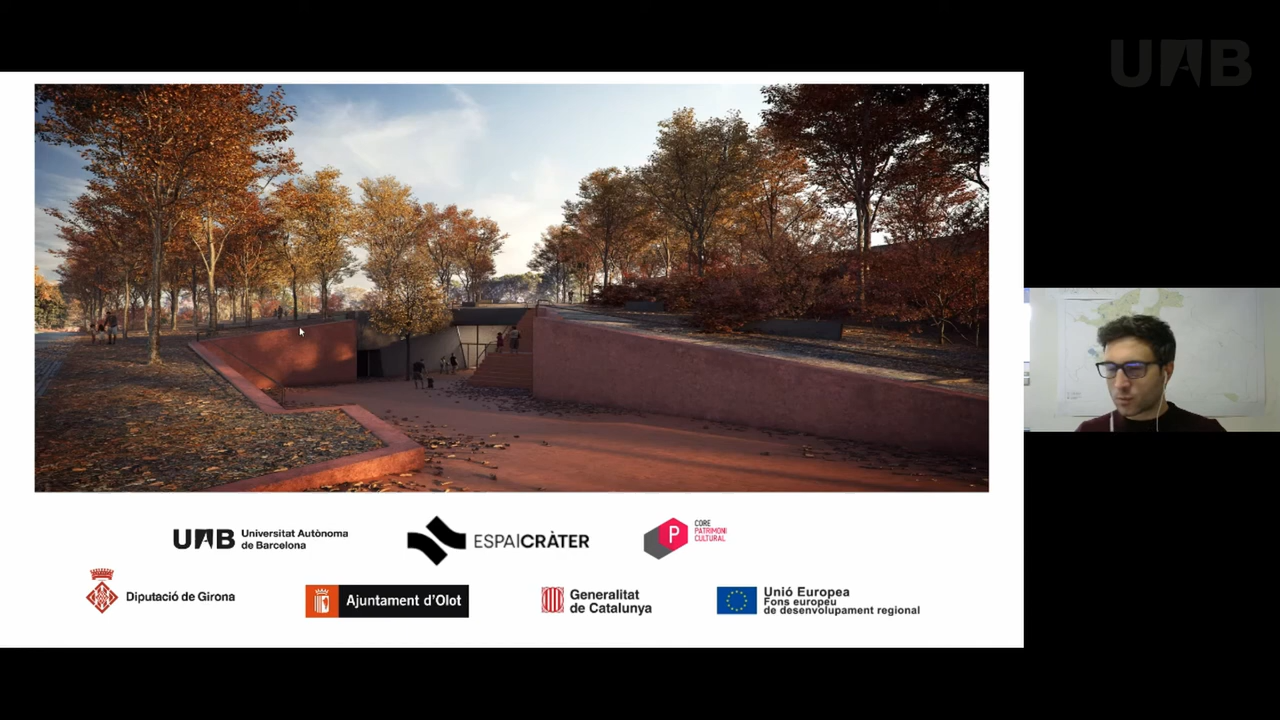 UAB
UAB
Universitat Autònoma
de Barcelona
ESPAICRÀTER
P
CORE
PATRIMONI
CULTURAL
Diputació de Girona
Ajuntament d'Olot
Generalitat
de Catalunya
Unió Europea
Fons europeu
de desenvolupament regional